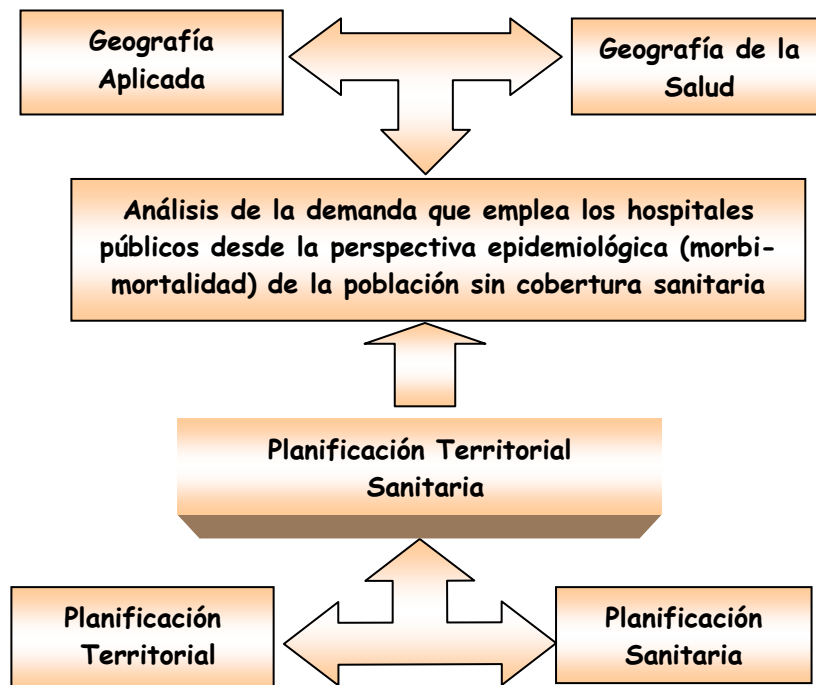 Geografía
Aplicada
Geografía de la
Salud
Análisis de la demanda que emplea los hospitales
públicos desde la perspectiva epidemiológica (morbi-
mortalidad) de la población sin cobertura sanitaria
Planificación Territorial
Sanitaria
Planificación
Territorial
Planificación
Sanitaria